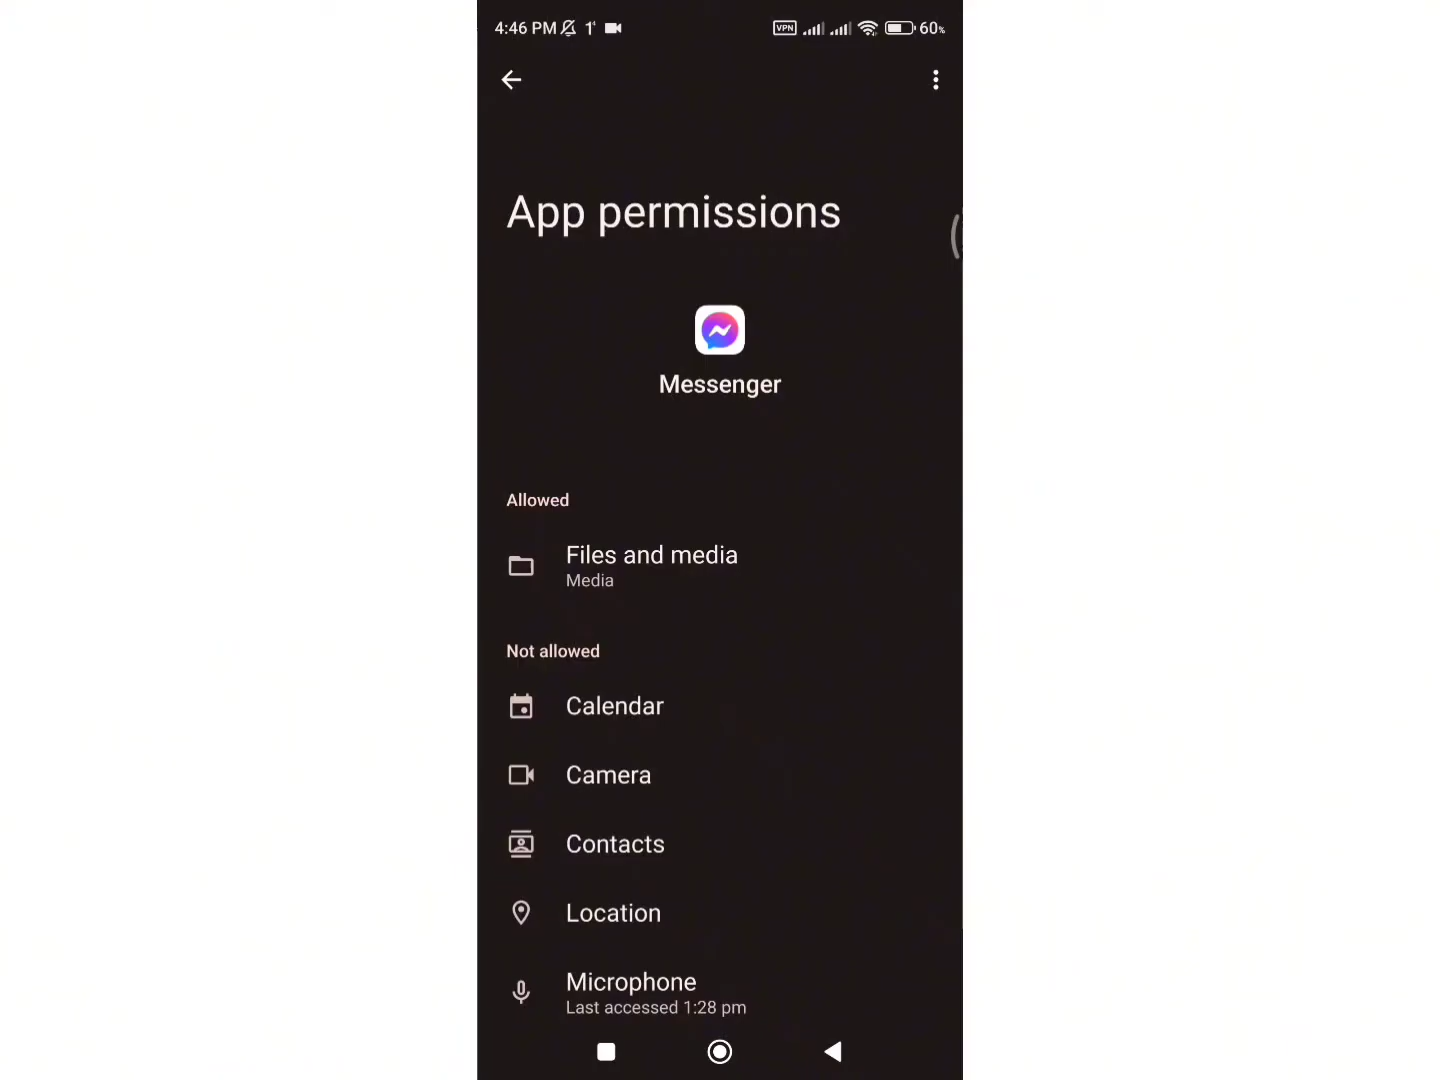 4:46 PM
VPN
60%
App permissions
Messenger
Allowed
Files and media
Media
Not allowed
Calendar
Camera
Contacts
Location
Microphone
Last accessed 1:28 pm